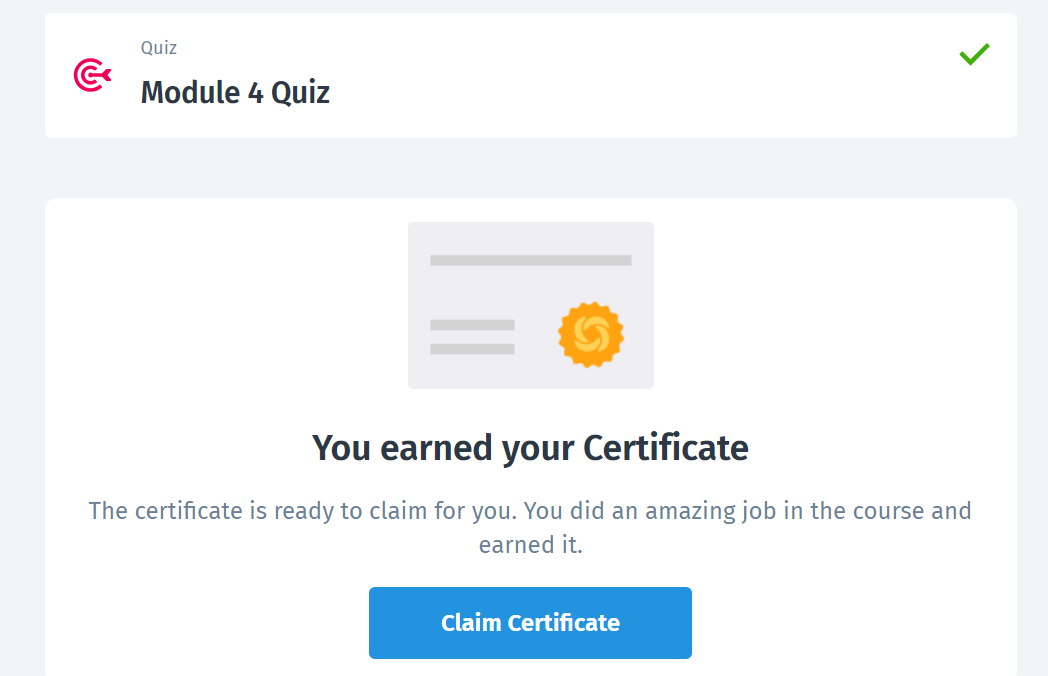 Quiz
Module 4 Quiz
You earned your Certificate
The certificate is ready to claim for you. You did an amazing job in the course and
earned it.
Claim Certificate